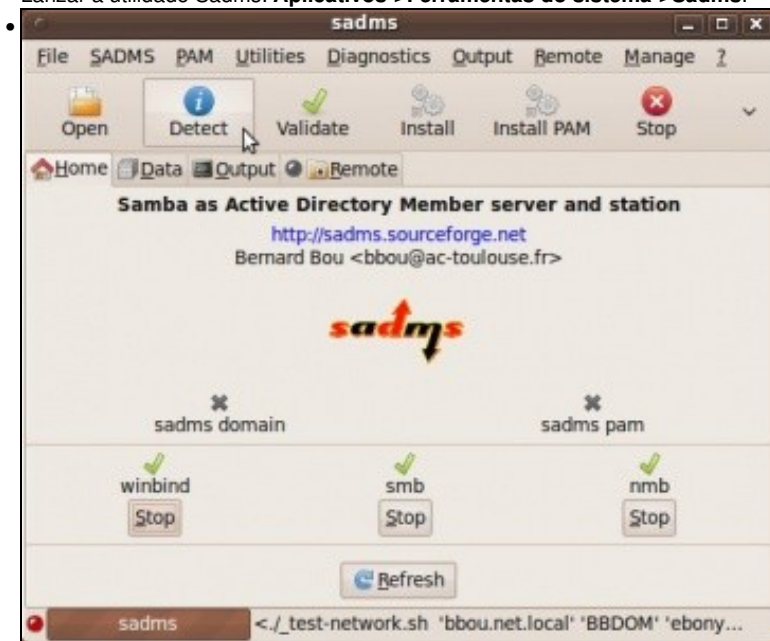 Lanzar a utilidade Sadms: Aplicativos->Ferramentas do sistema->Sadms.
sadms
File SADMS PAM Utilities Diagnostics Output Remote Manage ?
Open Detect Validate Install Install PAM Stop
Home Data Output Remote
Samba as Active Directory Member server and station
http://sadms.sourceforge.net
Bernard Bou <bbou@ac-toulouse.fr>
sadms
sadms domain sadms pam
winbind smb nmb
Stop Stop Stop
Refresh
sadms <./_test-network.sh 'bbou.net.local' 'BBDOM' 'ebony...